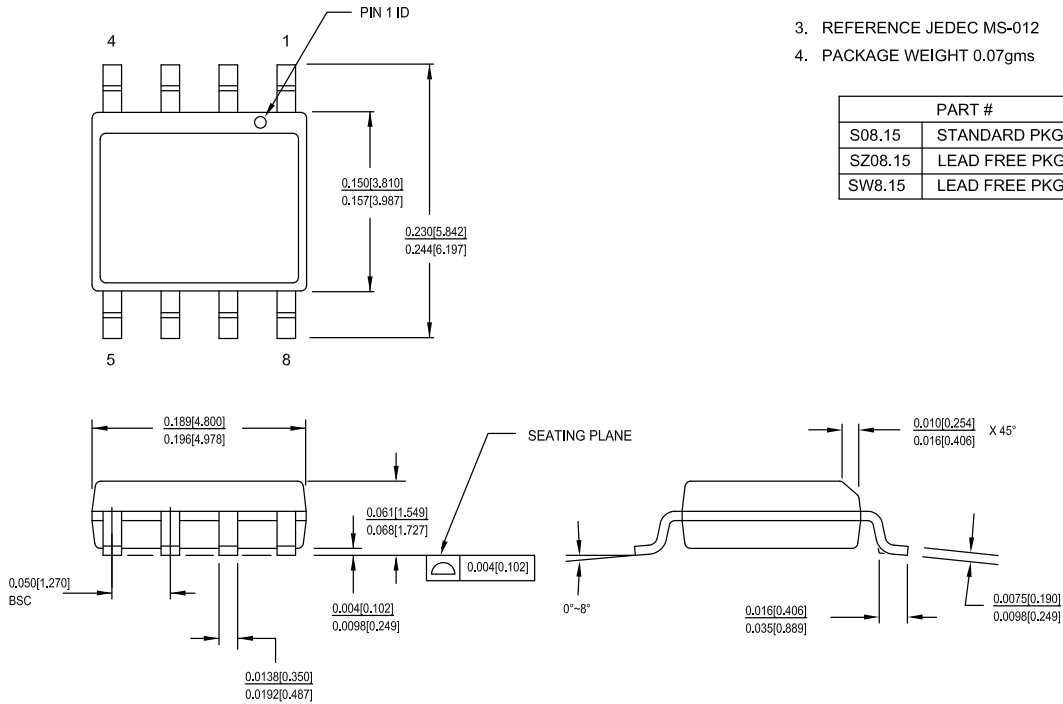 PIN 1 ID
3. REFERENCE JEDEC MS-012
4. PACKAGE WEIGHT 0.07gms
PART #
S08.15 STANDARD PKG
SZ08.15 LEAD FREE PKG
SW8.15 LEAD FREE PKG
4 1
0.150[3.810]
0.157[3.987]
0.230[5.842]
0.244[6.197]
5 8
0.189[4.800]
0.196[4.978]
SEATING PLANE
0.010[0.254]
0.016[0.406]
X 45°
0.061[1.549]
0.068[1.727]
0.004[0.102]
0.050[1.270]
BSC
0.004[0.102]
0.0098[0.249]
0°~8°
0.016[0.406]
0.035[0.889]
0.0075[0.190]
0.0098[0.249]
0.0138[0.350]
0.0192[0.487]